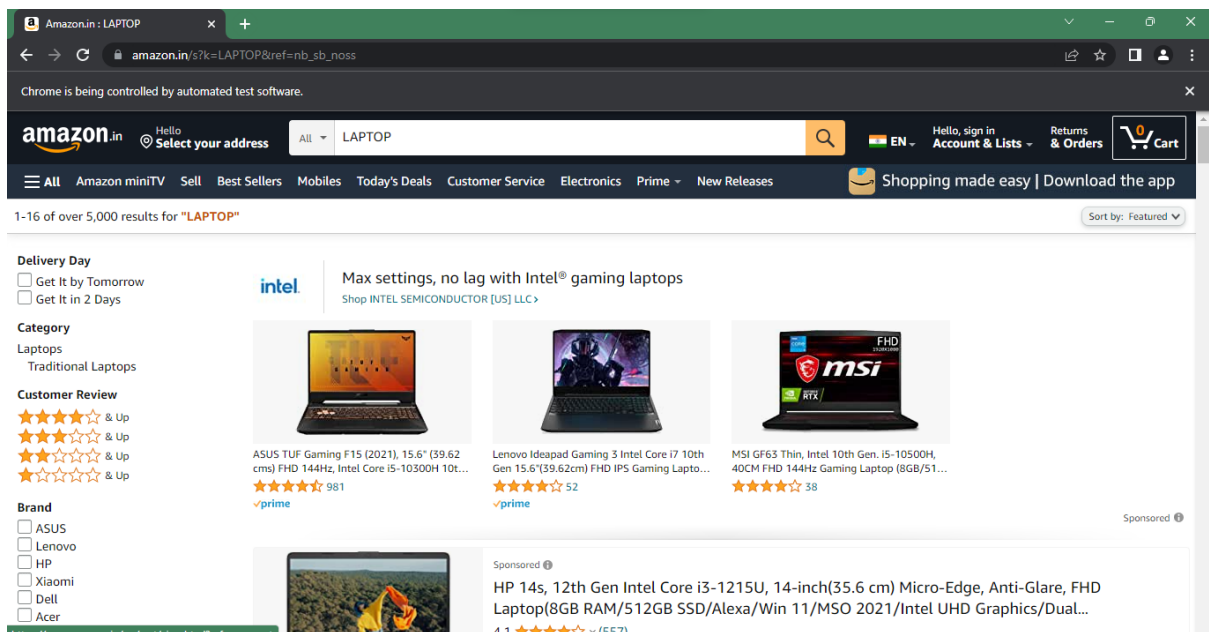 Amazon.in : LAPTOP
amazon.in/s?k=LAPTOP&ref=nb_sb_noss
Chrome is being controlled by automated test software.
amazon.in
Hello
Select your address
All
LAPTOP
EN
Hello, sign in
Account & Lists
Returns
& Orders
0
Cart
All Amazon miniTV Sell Best Sellers Mobiles Today's Deals Customer Service Electronics Prime New Releases
Shopping made easy | Download the app
1-16 of over 5,000 results for "LAPTOP"
Sort by: Featured
Delivery Day
Get It by Tomorrow
Get It in 2 Days
Category
Laptops
Traditional Laptops
Customer Review
& Up
& Up
& Up
& Up
Brand
ASUS
Lenovo
HP
Xiaomi
Dell
Acer
intel.
Max settings, no lag with Intel® gaming laptops
Shop INTEL SEMICONDUCTOR [US] LLC ›
TUF
GAMING
ASUS TUF Gaming F15 (2021), 15.6" (39.62
cms) FHD 144Hz, Intel Core i5-10300H 10t...
981
prime
Lenovo Ideapad Gaming 3 Intel Core i7 10th
Gen 15.6"(39.62cm) FHD IPS Gaming Lapto...
52
prime
FHD
msi
RTX
MSI GF63 Thin, Intel 10th Gen. i5-10500H,
40CM FHD 144Hz Gaming Laptop (8GB/51...
38
Sponsored
Sponsored
HP 14s, 12th Gen Intel Core i3-1215U, 14-inch(35.6 cm) Micro-Edge, Anti-Glare, FHD
Laptop(8GB RAM/512GB SSD/Alexa/Win 11/MSO 2021/Intel UHD Graphics/Dual...
4.1 (557)